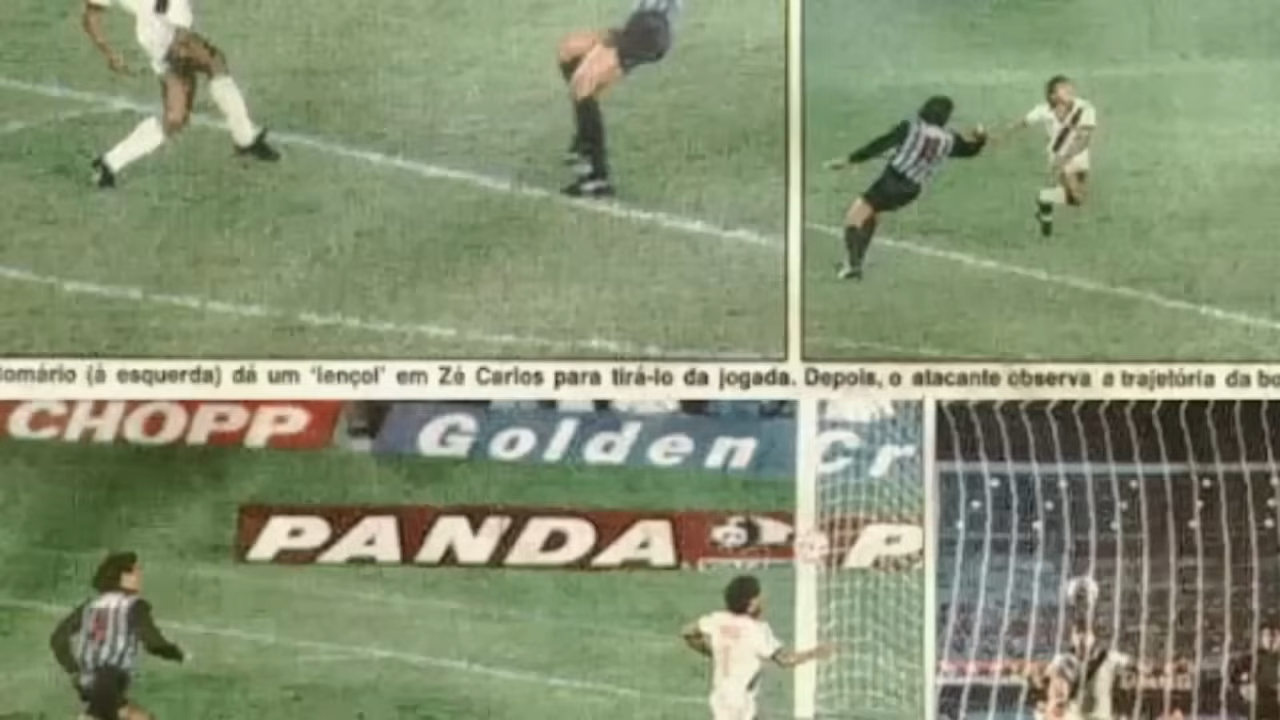 omário (à esquerda) dá um 'lençol' em Zé Carlos para tirá-lo da jogada. Depois, o atacante observa a trajetória da bo
CHOPP
Golden Cr
PANDA P